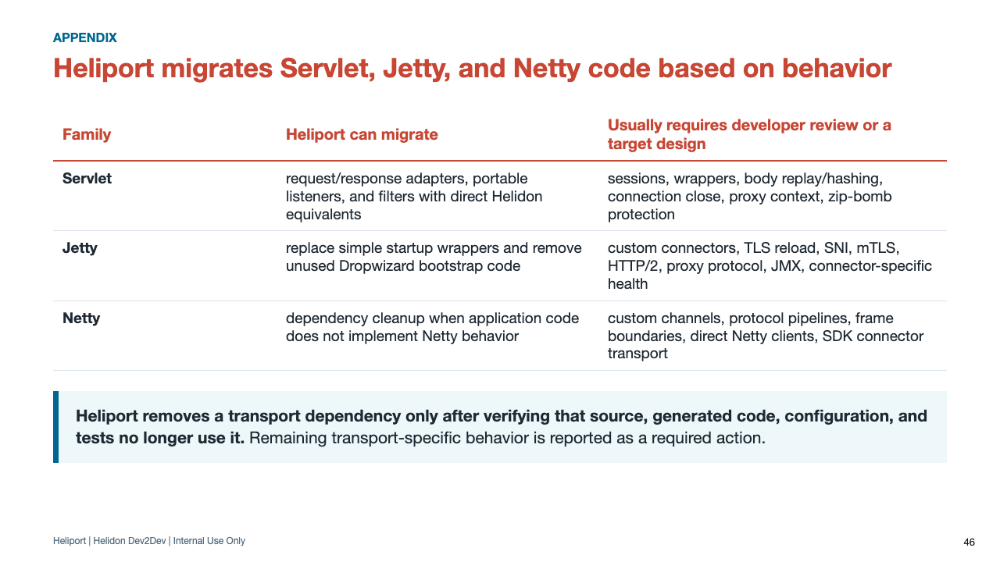 APPENDIX
Heliport migrates Servlet, Jetty, and Netty code based on behavior
Family
Heliport can migrate
Usually requires developer review or a
target design
Servlet
request/response adapters, portable
listeners, and filters with direct Helidon
equivalents
sessions, wrappers, body replay/hashing,
connection close, proxy context, zip-bomb
protection
Jetty
replace simple startup wrappers and remove
unused Dropwizard bootstrap code
custom connectors, TLS reload, SNI, mTLS,
HTTP/2, proxy protocol, JMX, connector-specific
health
Netty
dependency cleanup when application code
does not implement Netty behavior
custom channels, protocol pipelines, frame
boundaries, direct Netty clients, SDK connector
transport
Heliport removes a transport dependency only after verifying that source, generated code, configuration, and
tests no longer use it. Remaining transport-specific behavior is reported as a required action.
Heliport | Helidon Dev2Dev | Internal Use Only
46